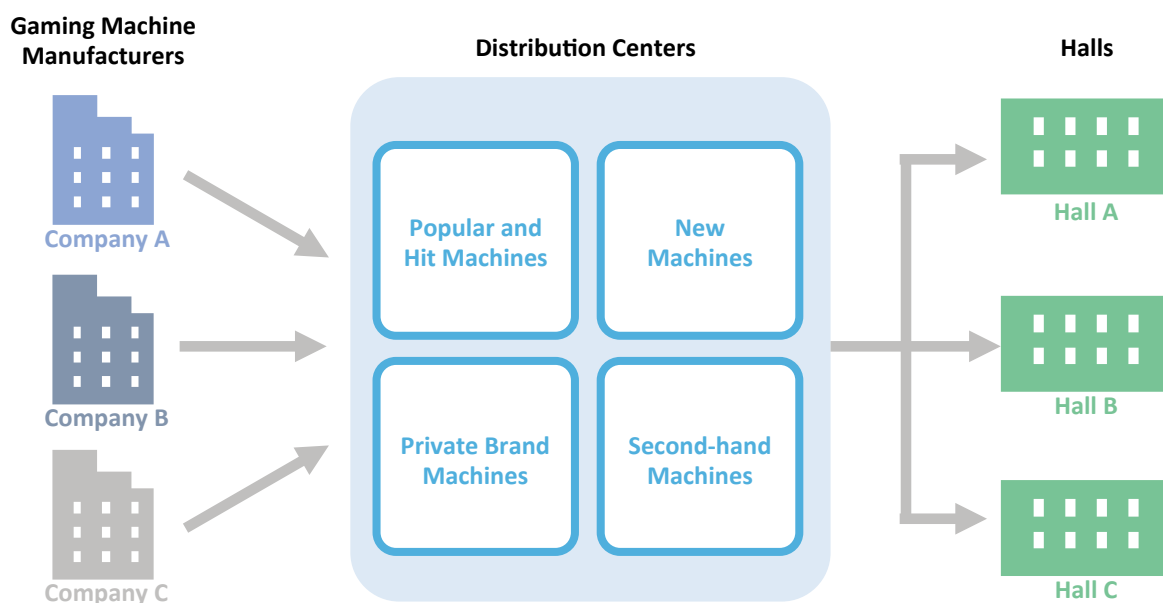 Gaming Machine
Manufacturers
Distribution Centers
Halls
Company A
Company B
Company C
Popular and
Hit Machines
New
Machines
Private Brand
Machines
Second-hand
Machines
Hall A
Hall B
Hall C